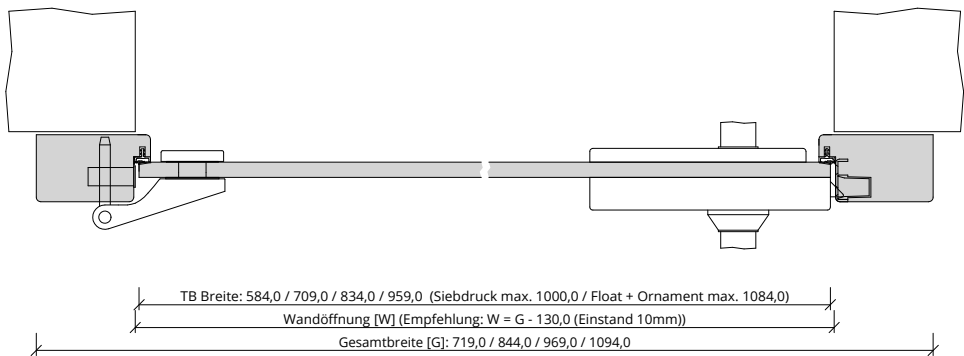 TB Breite: 584,0 / 709,0 / 834,0 / 959,0 (Siebdruck max. 1000,0 / Float + Ornament max. 1084,0)
Wandöffnung [W] (Empfehlung: W = G - 130,0 (Einstand 10mm))
Gesamtbreite [G]: 719,0 / 844,0 / 969,0 / 1094,0